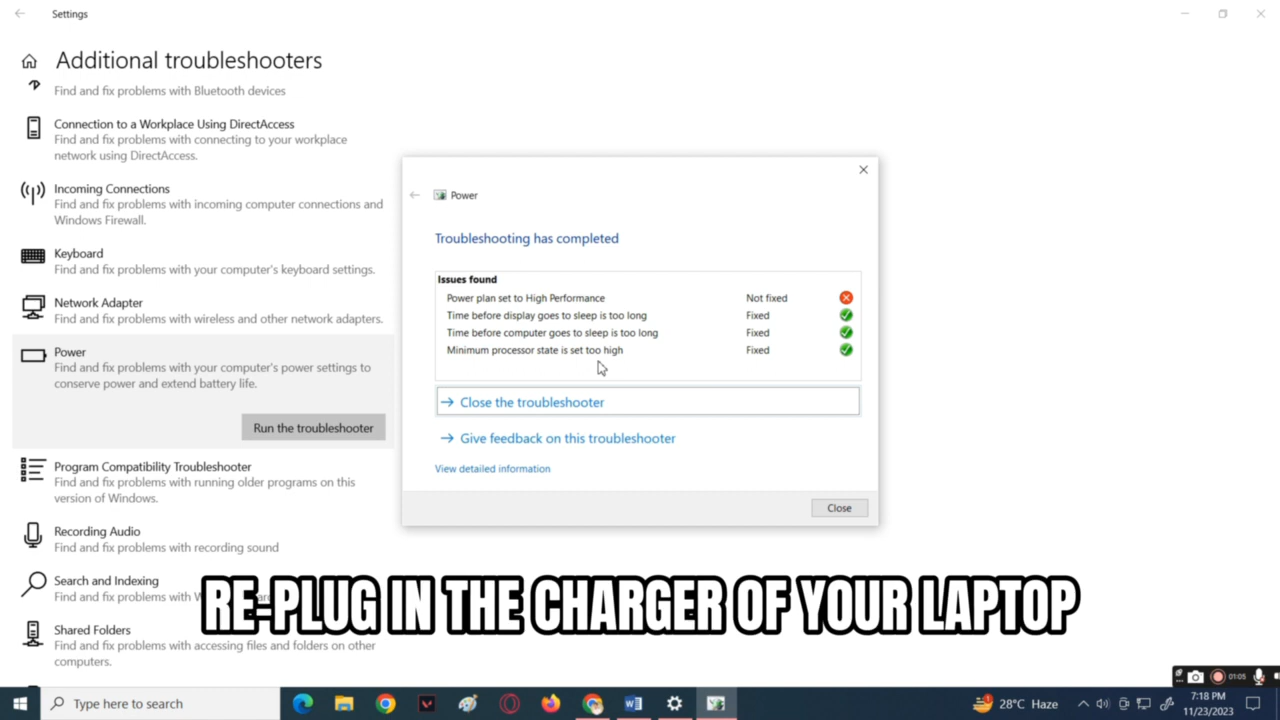 Settings
Additional troubleshooters
Find and fix problems with Bluetooth devices
Connection to a Workplace Using DirectAccess
Find and fix problems with connecting to your workplace
network using DirectAccess.
Incoming Connections
Find and fix problems with incoming computer connections and
Windows Firewall.
Keyboard
Find and fix problems with your computer's keyboard settings.
Network Adapter
Find and fix problems with wireless and other network adapters.
Power
Find and fix problems with your computer's power settings to
conserve power and extend battery life.
Run the troubleshooter
Program Compatibility Troubleshooter
Find and fix problems with running older programs on this
version of Windows.
Recording Audio
Find and fix problems with recording sound
Search and Indexing
Find and fix problems with
Shared Folders
Find and fix problems with accessing files and folders on other
computers.
Power
Troubleshooting has completed
Issues found
Power plan set to High Performance Not fixed
Time before display goes to sleep is too long Fixed
Time before computer goes to sleep is too long Fixed
Minimum processor state is set too high Fixed
Close the troubleshooter
Give feedback on this troubleshooter
View detailed information
Close
RE-PLUG IN THE CHARGER OF YOUR LAPTOP
01:05
Type here to search
28°C Haze
7:18 PM
11/23/2023